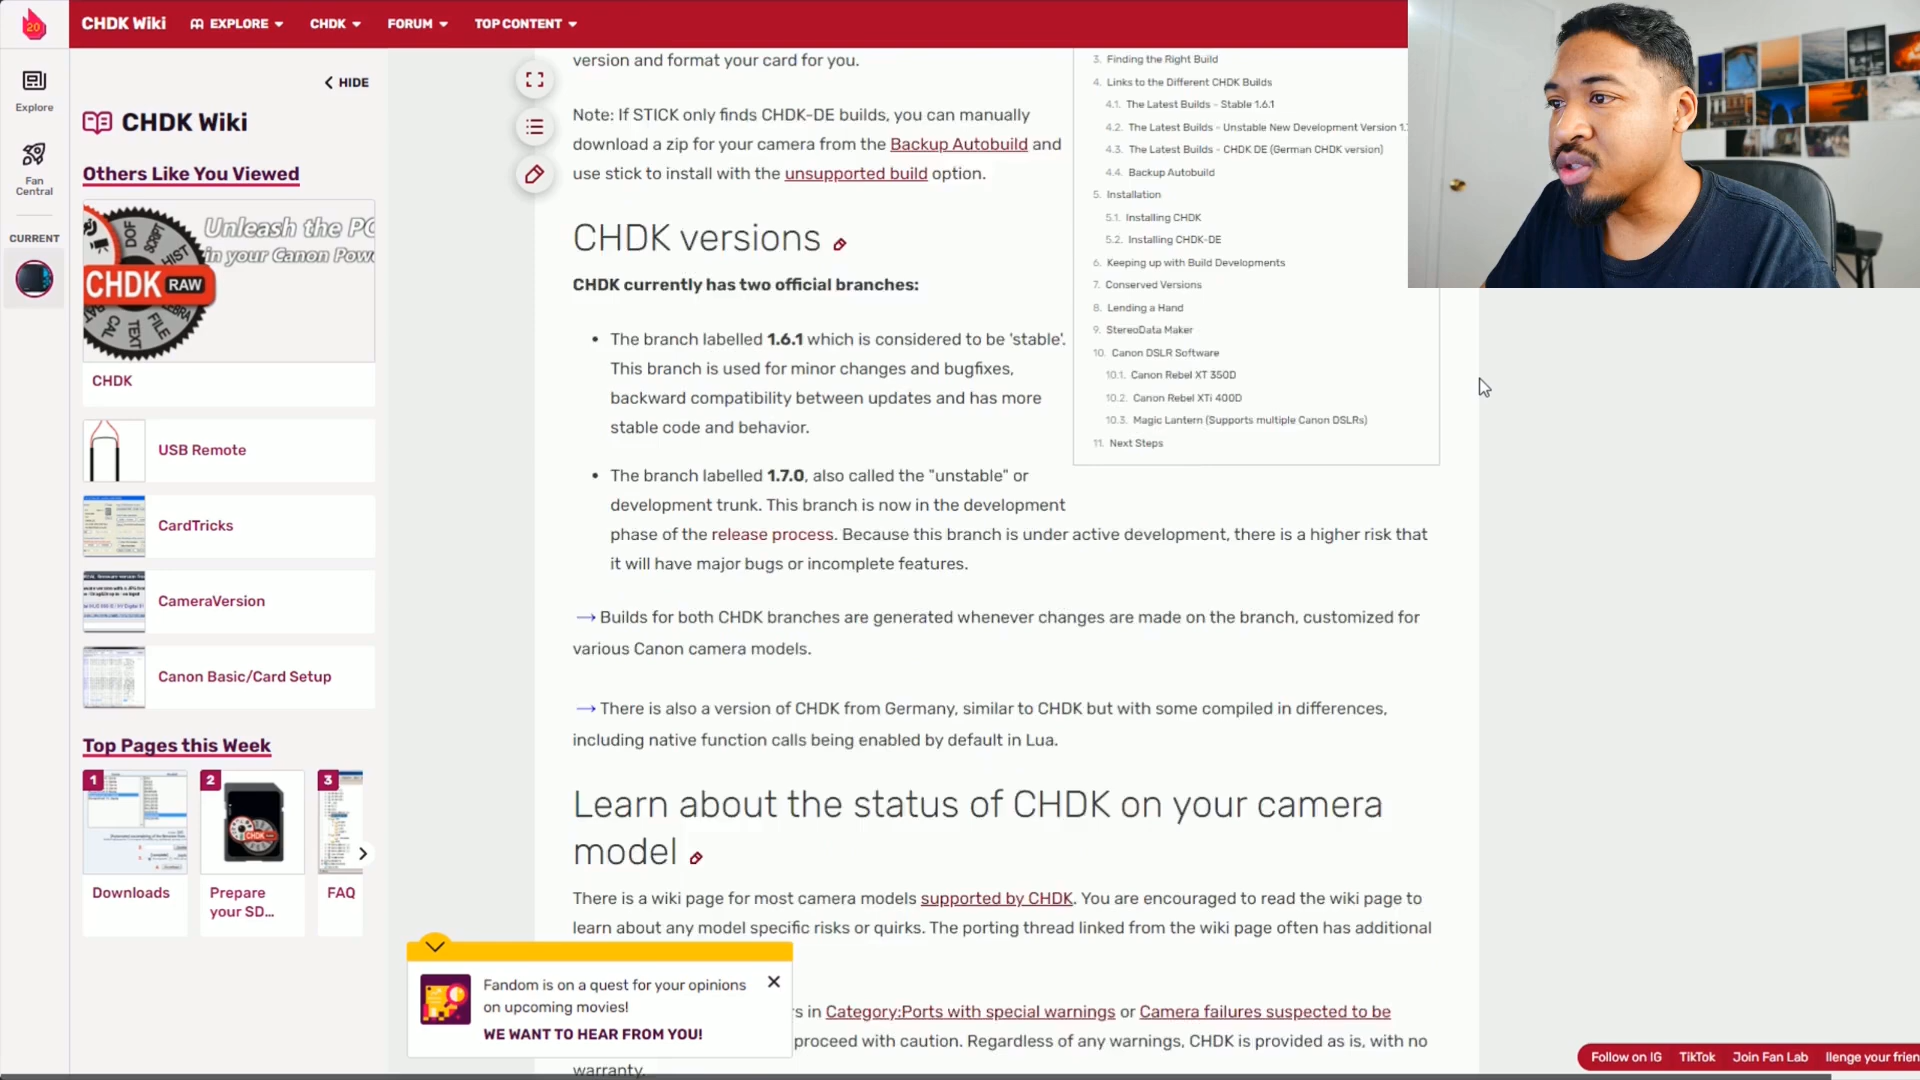 20
CHDK Wiki
EXPLORE
CHDK
FORUM
TOP CONTENT
Explore
Fan
Central
CURRENT
HIDE
CHDK Wiki
Others Like You Viewed
Unleash the PO
in your Canon Powe
DOF
SCRIPT
HIST
CHDK RAW
FILE
TEXT
CAL
CHDK
USB Remote
CardTricks
CameraVersion
Canon Basic/Card Setup
Top Pages this Week
1
2
3
Downloads
Prepare
your SD...
FAQ
version and format your card for you.
Note: If STICK only finds CHDK-DE builds, you can manually
download a zip for your camera from the Backup Autobuild and
use stick to install with the unsupported build option.
CHDK versions
CHDK currently has two official branches:
• The branch labelled 1.6.1 which is considered to be 'stable'.
This branch is used for minor changes and bugfixes,
backward compatibility between updates and has more
stable code and behavior.
• The branch labelled 1.7.0, also called the "unstable" or
development trunk. This branch is now in the development
phase of the release process. Because this branch is under active development, there is a higher risk that
it will have major bugs or incomplete features.
→ Builds for both CHDK branches are generated whenever changes are made on the branch, customized for
various Canon camera models.
→ There is also a version of CHDK from Germany, similar to CHDK but with some compiled in differences,
including native function calls being enabled by default in Lua.
Learn about the status of CHDK on your camera
model
There is a wiki page for most camera models supported by CHDK. You are encouraged to read the wiki page to
learn about any model specific risks or quirks. The porting thread linked from the wiki page often has additional
s in Category:Ports with special warnings or Camera failures suspected to be
proceed with caution. Regardless of any warnings, CHDK is provided as is, with no
warranty.
3. Finding the Right Build
4. Links to the Different CHDK Builds
4.1. The Latest Builds - Stable 1.6.1
4.2. The Latest Builds - Unstable New Development Version 1.7
4.3. The Latest Builds - CHDK DE (German CHDK version)
4.4. Backup Autobuild
5. Installation
5.1. Installing CHDK
5.2. Installing CHDK-DE
6. Keeping up with Build Developments
7. Conserved Versions
8. Lending a Hand
9. StereoData Maker
10. Canon DSLR Software
10.1. Canon Rebel XT 350D
10.2. Canon Rebel XTi 400D
10.3. Magic Lantern (Supports multiple Canon DSLRs)
11. Next Steps
Fandom is on a quest for your opinions
on upcoming movies!
WE WANT TO HEAR FROM YOU!
Follow on IG
TikTok
Join Fan Lab
llenge your frien